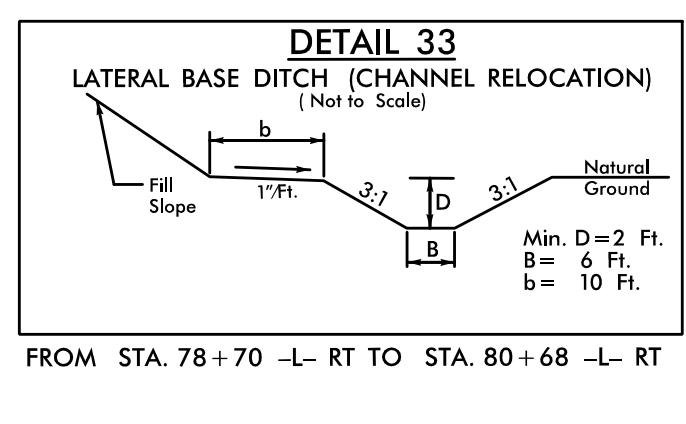 DETAIL 33
LATERAL BASE DITCH (CHANNEL RELOCATION)
( Not to Scale)
b
Fill
Slope
1"/Ft.
3:1
D
3:1
Natural
Ground
B
Min. D=2 Ft.
B= 6 Ft.
b= 10 Ft.
FROM STA. 78+70 -L- RT TO STA. 80+68 -L- RT